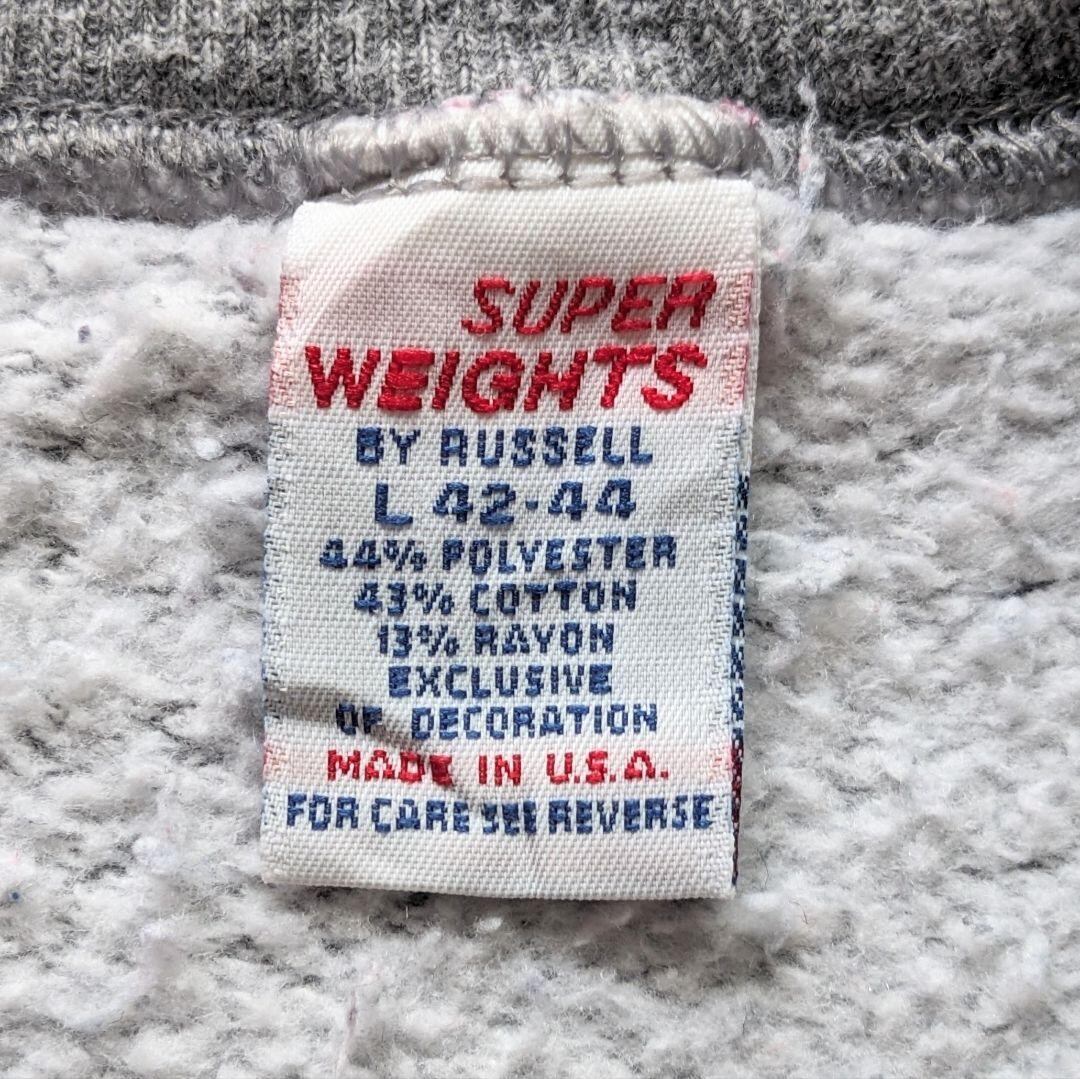 SUPER
WEIGHTS
BY RUSSELL
L 42-44
44% POLYESTER
43% COTTON
13% RAYON
EXCLUSIVE
OF DECORATION
MADE IN U.S.A.
FOR CARE SEE REVERSE